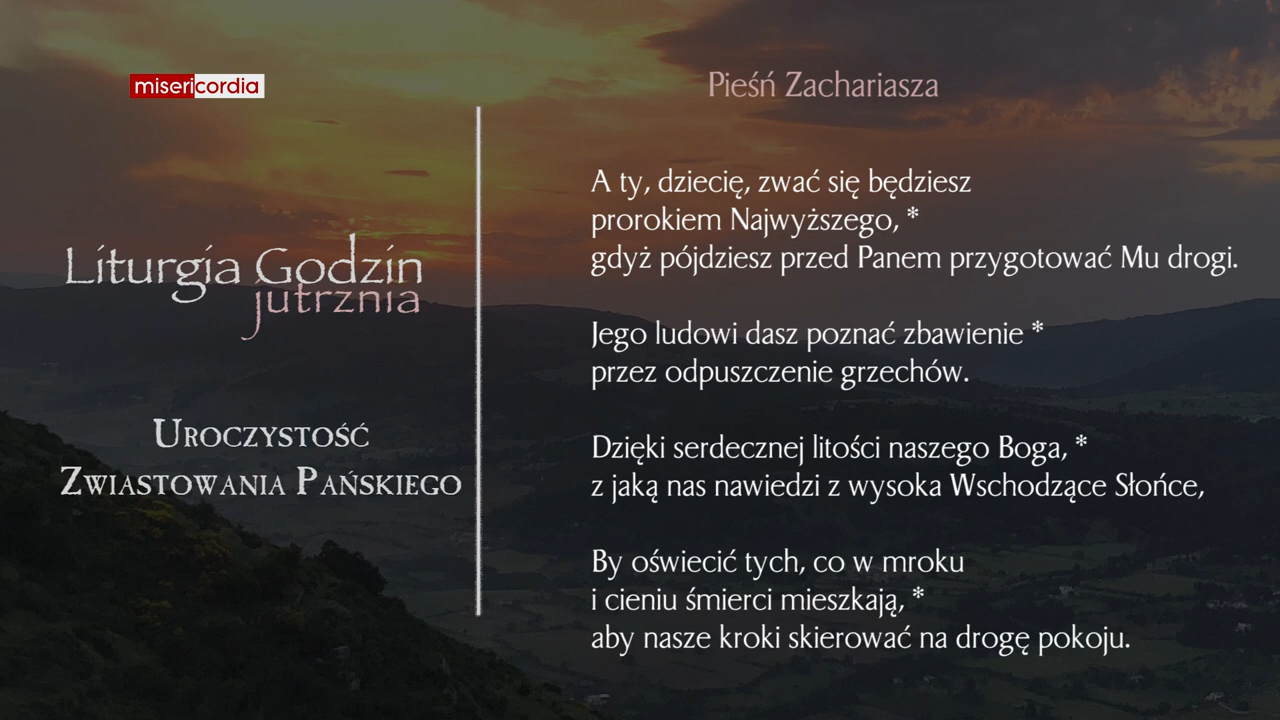 misericordia
Liturgia Godzin
jutrznia
Uroczystość
Zwiastowania Pańskiego
Pieśń Zachariasza
A ty, dziecię, zwać się będziesz
prorokiem Najwyższego, *
gdyż pójdziesz przed Panem przygotować Mu drogi.
Jego ludowi dasz poznać zbawienie *
przez odpuszczenie grzechów.
Dzięki serdecznej litości naszego Boga, *
z jaką nas nawiedzi z wysoka Wschodzące Słońce,
By oświecić tych, co w mroku
i cieniu śmierci mieszkają, *
aby nasze kroki skierować na drogę pokoju.